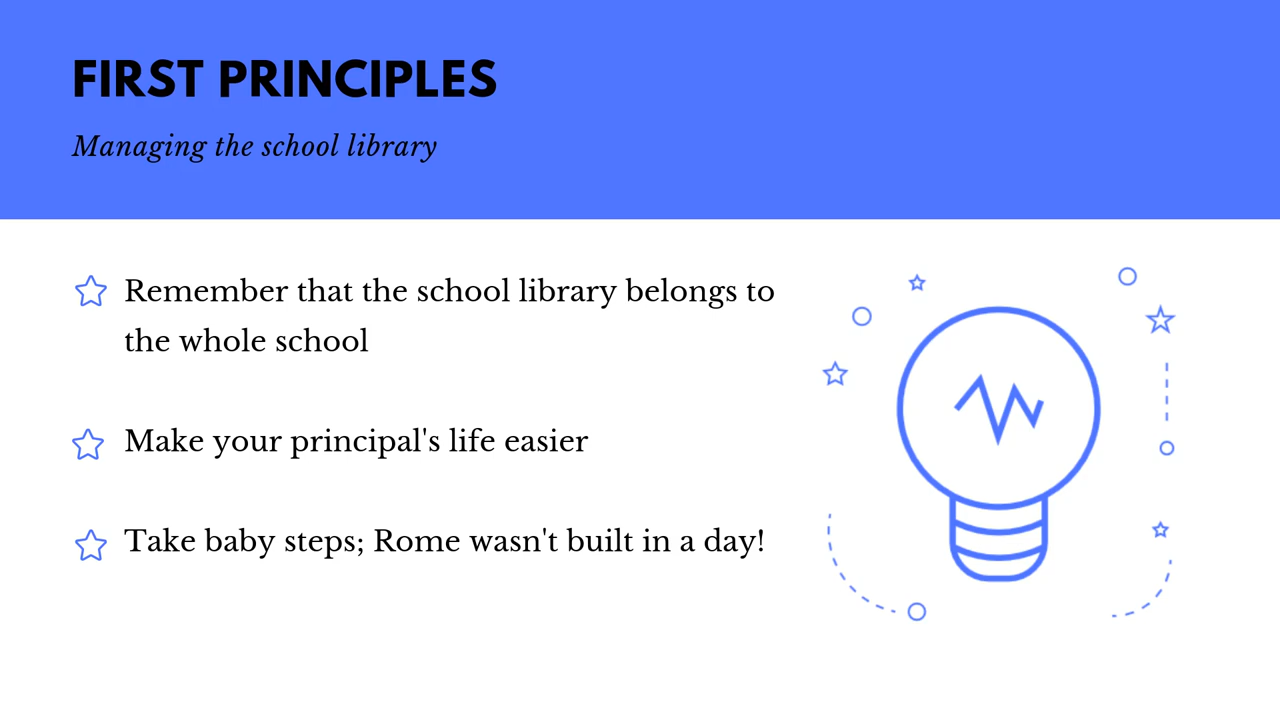 FIRST PRINCIPLES
Managing the school library
Remember that the school library belongs to
the whole school
Make your principal's life easier
Take baby steps; Rome wasn't built in a day!